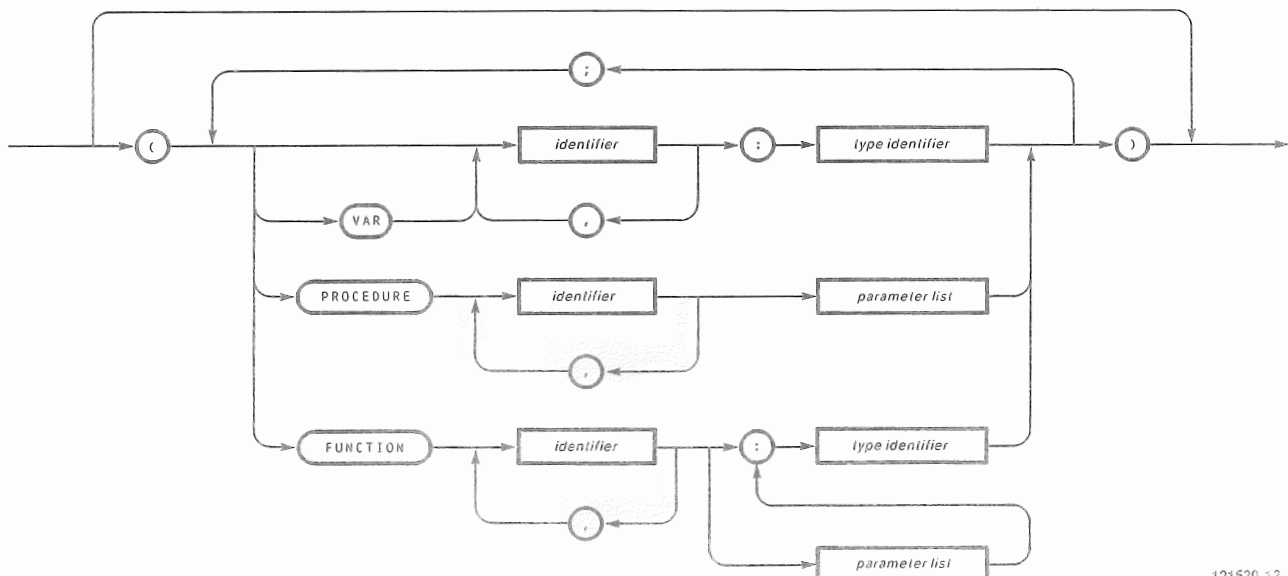 ;
( identifier : type identifier )
VAR ,
PROCEDURE identifier parameter list
,
FUNCTION identifier : type identifier
,
parameter list